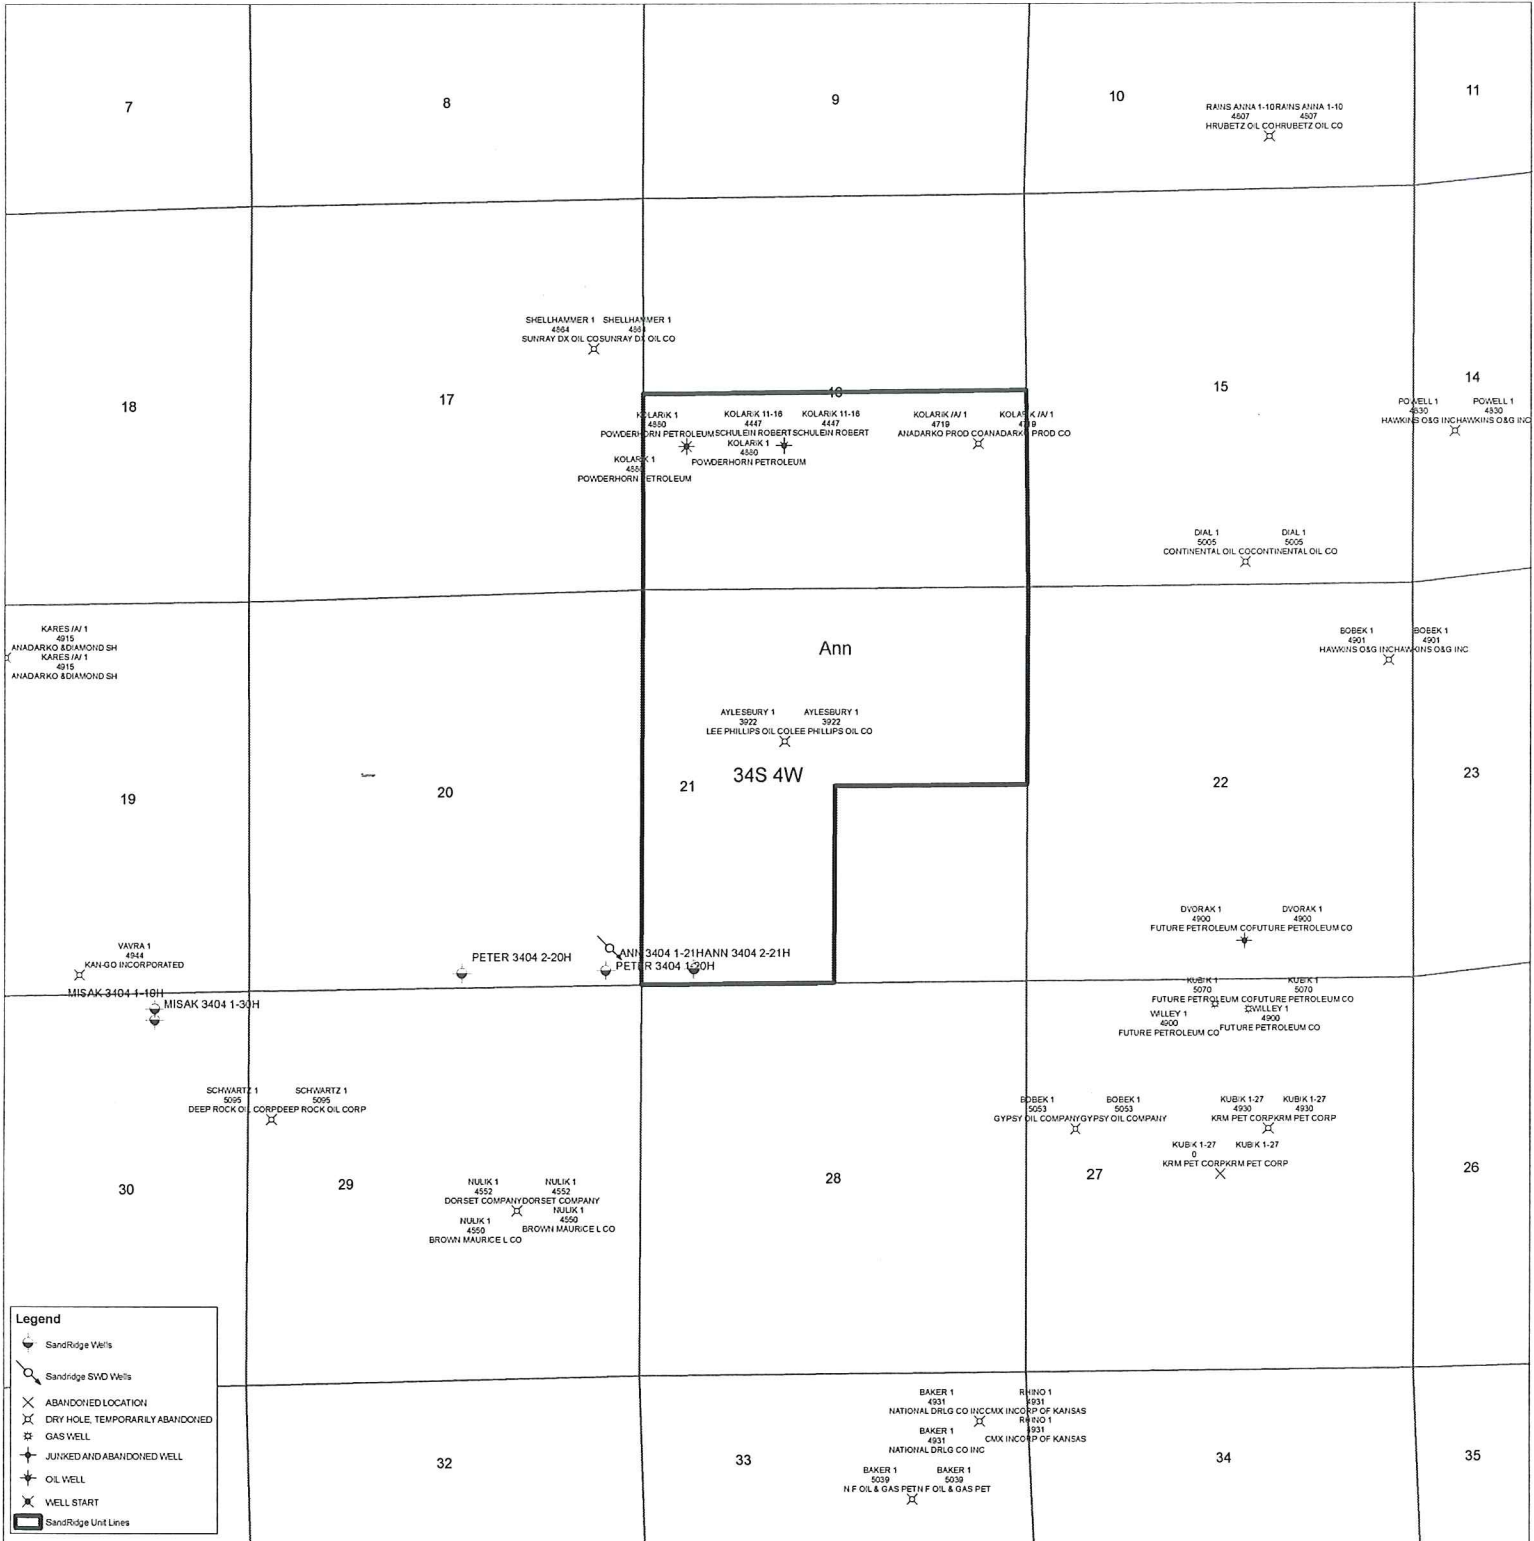 7
8
9
10
11
RAINS ANNA 1-10RAINS ANNA 1-10
4807 4807
HRUBETZ OIL COHRUBETZ OIL CO
SHELLHAMMER 1 SHELLHAMMER 1
4864 4864
SUNRAY DX OIL COSUNRAY DX OIL CO
18
17
16
15
14
KOLARIK 1
4880
POWDERHORN PETROLEUM
KOLARIK 11-16 KOLARIK 11-16
4447 4447
SCHULEIN ROBERTSCHULEIN ROBERT
KOLARIK 1
4880
POWDERHORN PETROLEUM
KOLARIK 1
4880
POWDERHORN PETROLEUM
KOLARIK /A/ 1 KOLARIK /A/ 1
4719 4719
ANADARKO PROD COANADARKO PROD CO
POWELL 1 POWELL 1
4830 4830
HAWKINS O&G INCHAWKINS O&G INC
DIAL 1 DIAL 1
5005 5005
CONTINENTAL OIL COCONTINENTAL OIL CO
KARES /A/ 1
4915
ANADARKO &DIAMOND SH
KARES /A/ 1
4915
ANADARKO &DIAMOND SH
Ann
BOBEK 1 BOBEK 1
4901 4901
HAWKINS O&G INCHAWKINS O&G INC
AYLESBURY 1 AYLESBURY 1
3922 3922
LEE PHILLIPS OIL COLEE PHILLIPS OIL CO
34S 4W
Sumner
19
20
21
22
23
DVORAK 1 DVORAK 1
4900 4900
FUTURE PETROLEUM COFUTURE PETROLEUM CO
VAVRA 1
4944
KAN-GO INCORPORATED
PETER 3404 2-20H
ANN 3404 1-21HANN 3404 2-21H
PETER 3404 1-20H
MISAK 3404 1-18H
MISAK 3404 1-30H
KUBIK 1 KUBIK 1
5070 5070
FUTURE PETROLEUM COFUTURE PETROLEUM CO
WILLEY 1 WILLEY 1
4900 4900
FUTURE PETROLEUM CO FUTURE PETROLEUM CO
SCHWARTZ 1 SCHWARTZ 1
5095 5095
DEEP ROCK OIL CORPDEEP ROCK OIL CORP
BOBEK 1 BOBEK 1
5053 5053
GYPSY OIL COMPANYGYPSY OIL COMPANY
KUBIK 1-27 KUBIK 1-27
4930 4930
KRM PET CORPKRM PET CORP
KUBIK 1-27 KUBIK 1-27
0
KRM PET CORPKRM PET CORP
30
29
28
27
26
NULIK 1 NULIK 1
4552 4552
DORSET COMPANYDORSET COMPANY
NULIK 1 NULIK 1
4550 4550
BROWN MAURICE L CO BROWN MAURICE L CO
BAKER 1 RHINO 1
4931 4931
NATIONAL DRLG CO INCCMX INCORP OF KANSAS
BAKER 1 RHINO 1
4931 4931
NATIONAL DRLG CO INC CMX INCORP OF KANSAS
BAKER 1 BAKER 1
5039 5039
N F OIL & GAS PETN F OIL & GAS PET
32
33
34
35
Legend
SandRidge Wells
Sandridge SWD Wells
ABANDONED LOCATION
DRY HOLE, TEMPORARILY ABANDONED
GAS WELL
JUNKED AND ABANDONED WELL
OIL WELL
WELL START
SandRidge Unit Lines